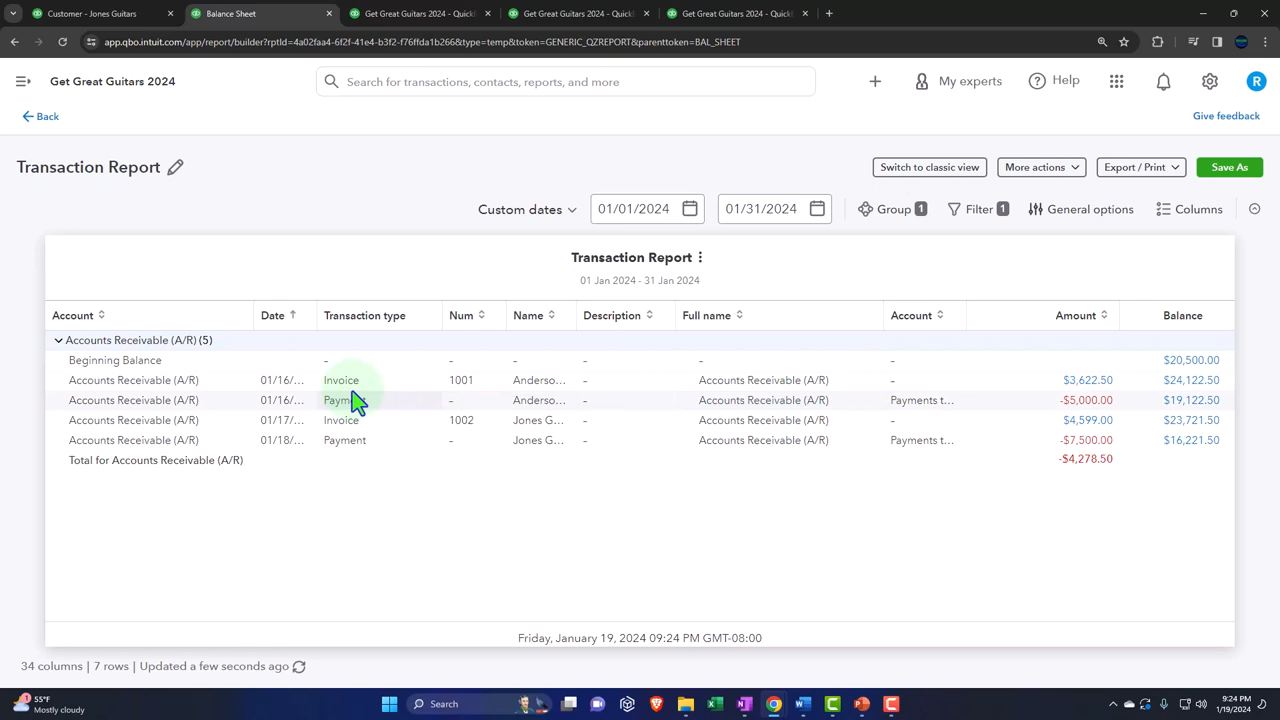 Customer - Jones Guitars
Balance Sheet
Get Great Guitars 2024 - QuickB
Get Great Guitars 2024 - QuickB
Get Great Guitars 2024 - QuickB
app.qbo.intuit.com/app/report/builder?rptId=4a02faa4-6f2f-41e4-b3f2-f76ffda1b266&type=temp&token=GENERIC_QZREPORT&parenttoken=BAL_SHEET
Get Great Guitars 2024
Search for transactions, contacts, reports, and more
My experts
Help
R
Back
Give feedback
Transaction Report
Switch to classic view
More actions
Export / Print
Save As
Custom dates
01/01/2024
01/31/2024
Group 1
Filter 1
General options
Columns
Transaction Report
01 Jan 2024 - 31 Jan 2024
Account Date Transaction type Num Name Description Full name Account Amount Balance
Accounts Receivable (A/R) (5)
Beginning Balance - - - - - - $20,500.00
Accounts Receivable (A/R) 01/16/... Invoice 1001 Anderso... - Accounts Receivable (A/R) - $3,622.50 $24,122.50
Accounts Receivable (A/R) 01/16/... Payment - Anderso... - Accounts Receivable (A/R) Payments t... -$5,000.00 $19,122.50
Accounts Receivable (A/R) 01/17/... Invoice 1002 Jones G... - Accounts Receivable (A/R) - $4,599.00 $23,721.50
Accounts Receivable (A/R) 01/18/... Payment - Jones G... - Accounts Receivable (A/R) Payments t... -$7,500.00 $16,221.50
Total for Accounts Receivable (A/R) -$4,278.50
Friday, January 19, 2024 09:24 PM GMT-08:00
34 columns | 7 rows | Updated a few seconds ago
55°F
Mostly cloudy
Search
9:24 PM
1/19/2024